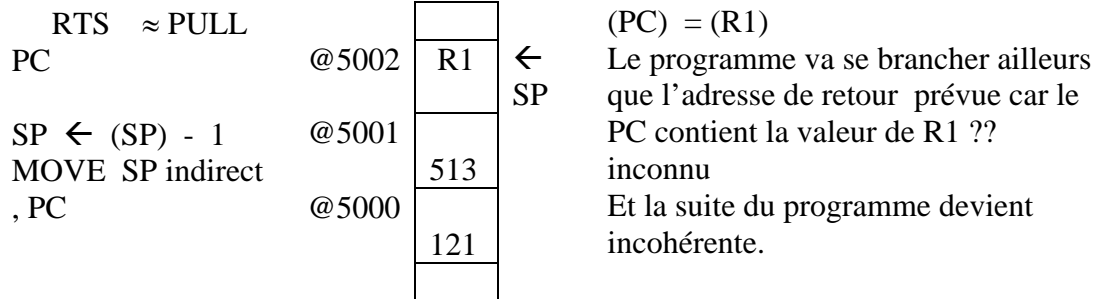 RTS ≈ PULL (PC) = (R1)
PC @5002 R1 ← Le programme va se brancher ailleurs
SP que l'adresse de retour prévue car le
SP ← (SP) - 1 @5001 PC contient la valeur de R1 ??
MOVE SP indirect 513 inconnu
, PC @5000 Et la suite du programme devient
121 incohérente.